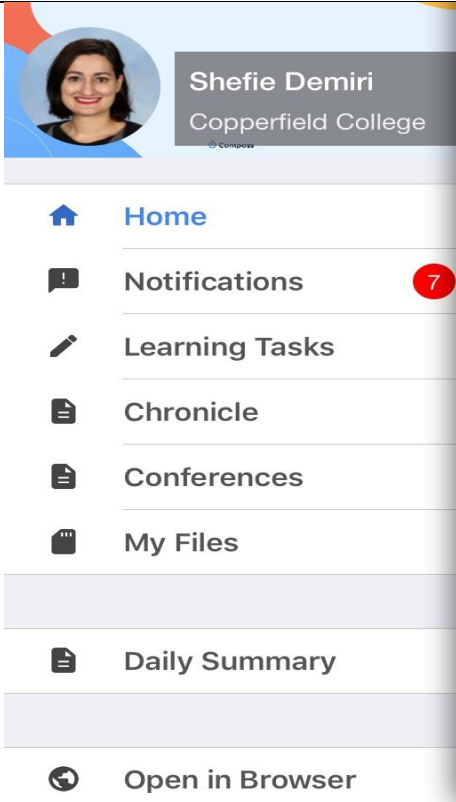 Shefie Demiri
Copperfield College
Compass
Home
Notifications
7
Learning Tasks
Chronicle
Conferences
My Files
Daily Summary
Open in Browser